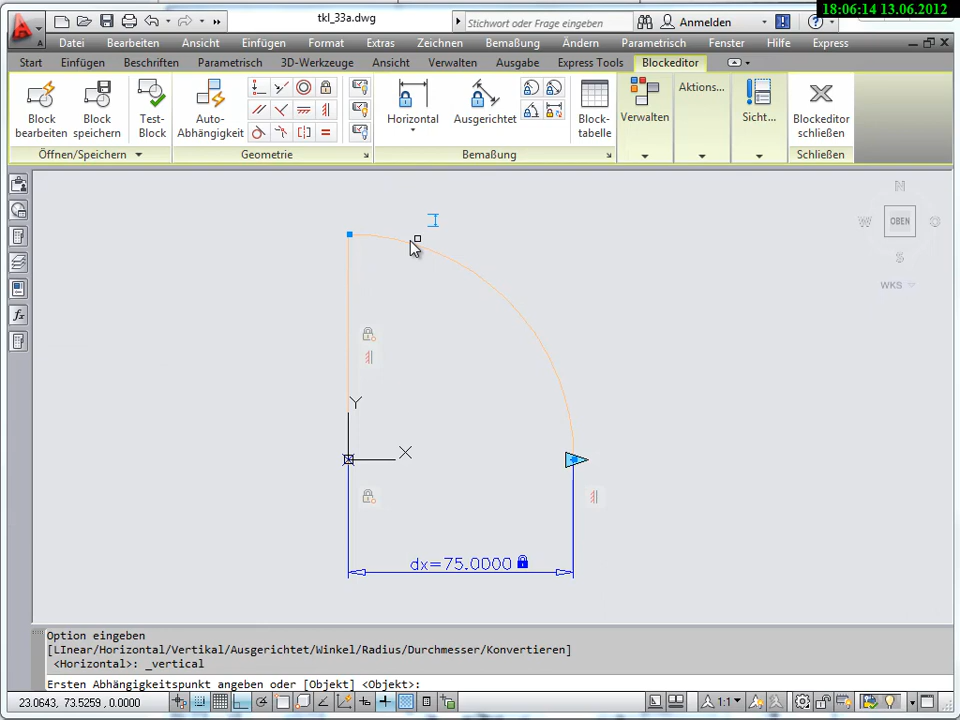 18:06:14 13.06.2012
tkl_33a.dwg
Stichwort oder Frage eingeben
Anmelden
Datei Bearbeiten Ansicht Einfügen Format Extras Zeichnen Bemaßung Ändern Parametrisch Fenster Hilfe Express
Start Einfügen Beschriften Parametrisch 3D-Werkzeuge Ansicht Verwalten Ausgabe Express Tools Blockeditor
Block bearbeiten
Block speichern
Test-Block
Auto-Abhängigkeit
Horizontal
Ausgerichtet
Block-tabelle
Verwalten
Aktions...
Sicht...
Blockeditor schließen
Öffnen/Speichern Geometrie Bemaßung Schließen
N
W OBEN O
S
WKS
Y
X
dx=75.0000
Option eingeben
[LInear/Horizontal/Vertikal/Ausgerichtet/Winkel/Radius/Durchmesser/Konvertieren]
<Horizontal>: _vertical
Ersten Abhängigkeitspunkt angeben oder [Objekt] <Objekt>:
23.0643, 73.5259, 0.0000
1:1